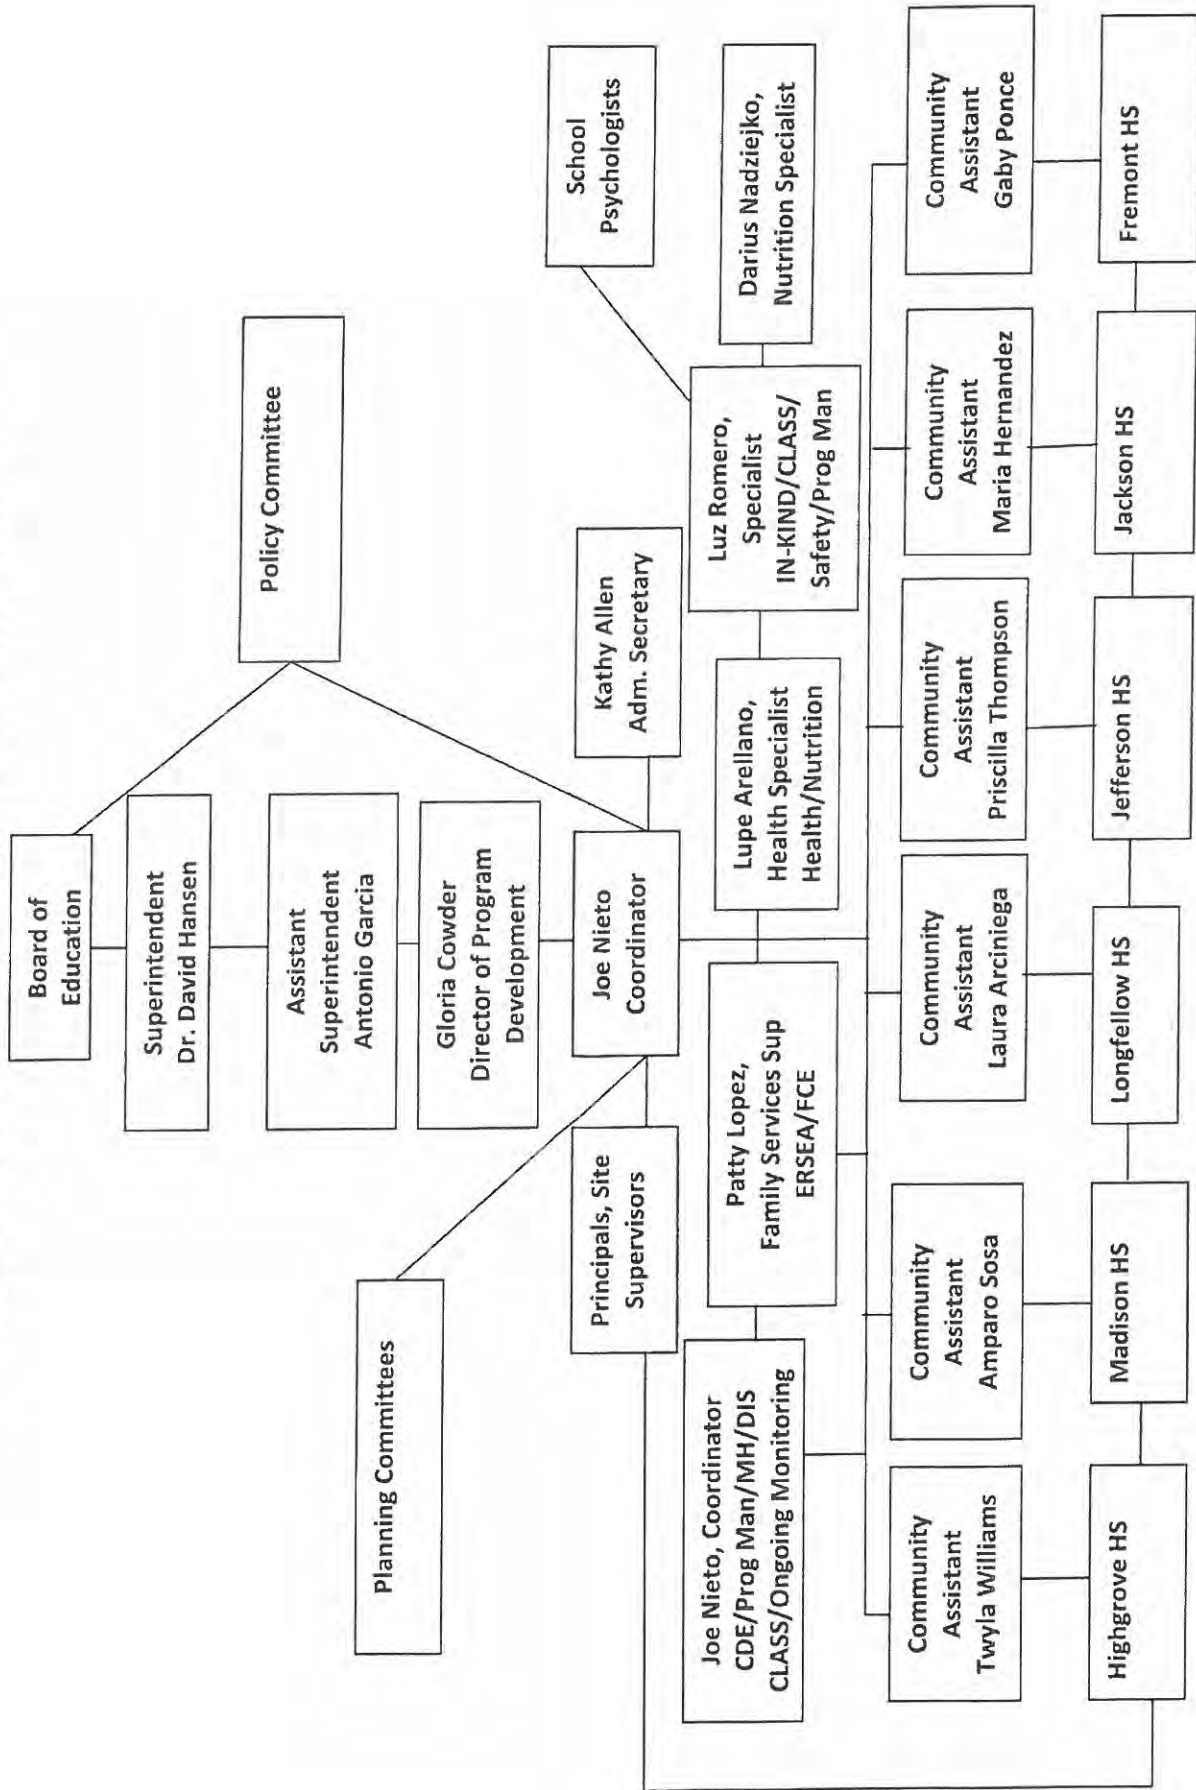 Board of
Education
Superintendent
Dr. David Hansen
Policy Committee
Assistant
Superintendent
Antonio Garcia
Planning Committees
Gloria Cowder
Director of Program
Development
School
Psychologists
Principals, Site
Supervisors
Joe Nieto
Coordinator
Kathy Allen
Adm. Secretary
Joe Nieto, Coordinator
CDE/Prog Man/MH/DIS
CLASS/Ongoing Monitoring
Patty Lopez,
Family Services Sup
ERSEA/FCE
Lupe Arellano,
Health Specialist
Health/Nutrition
Luz Romero,
Specialist
IN-KIND/CLASS/
Safety/Prog Man
Darius Nadziejko,
Nutrition Specialist
Community
Assistant
Twyla Williams
Community
Assistant
Amparo Sosa
Community
Assistant
Laura Arciniega
Community
Assistant
Priscilla Thompson
Community
Assistant
Maria Hernandez
Community
Assistant
Gaby Ponce
Highgrove HS
Madison HS
Longfellow HS
Jefferson HS
Jackson HS
Fremont HS